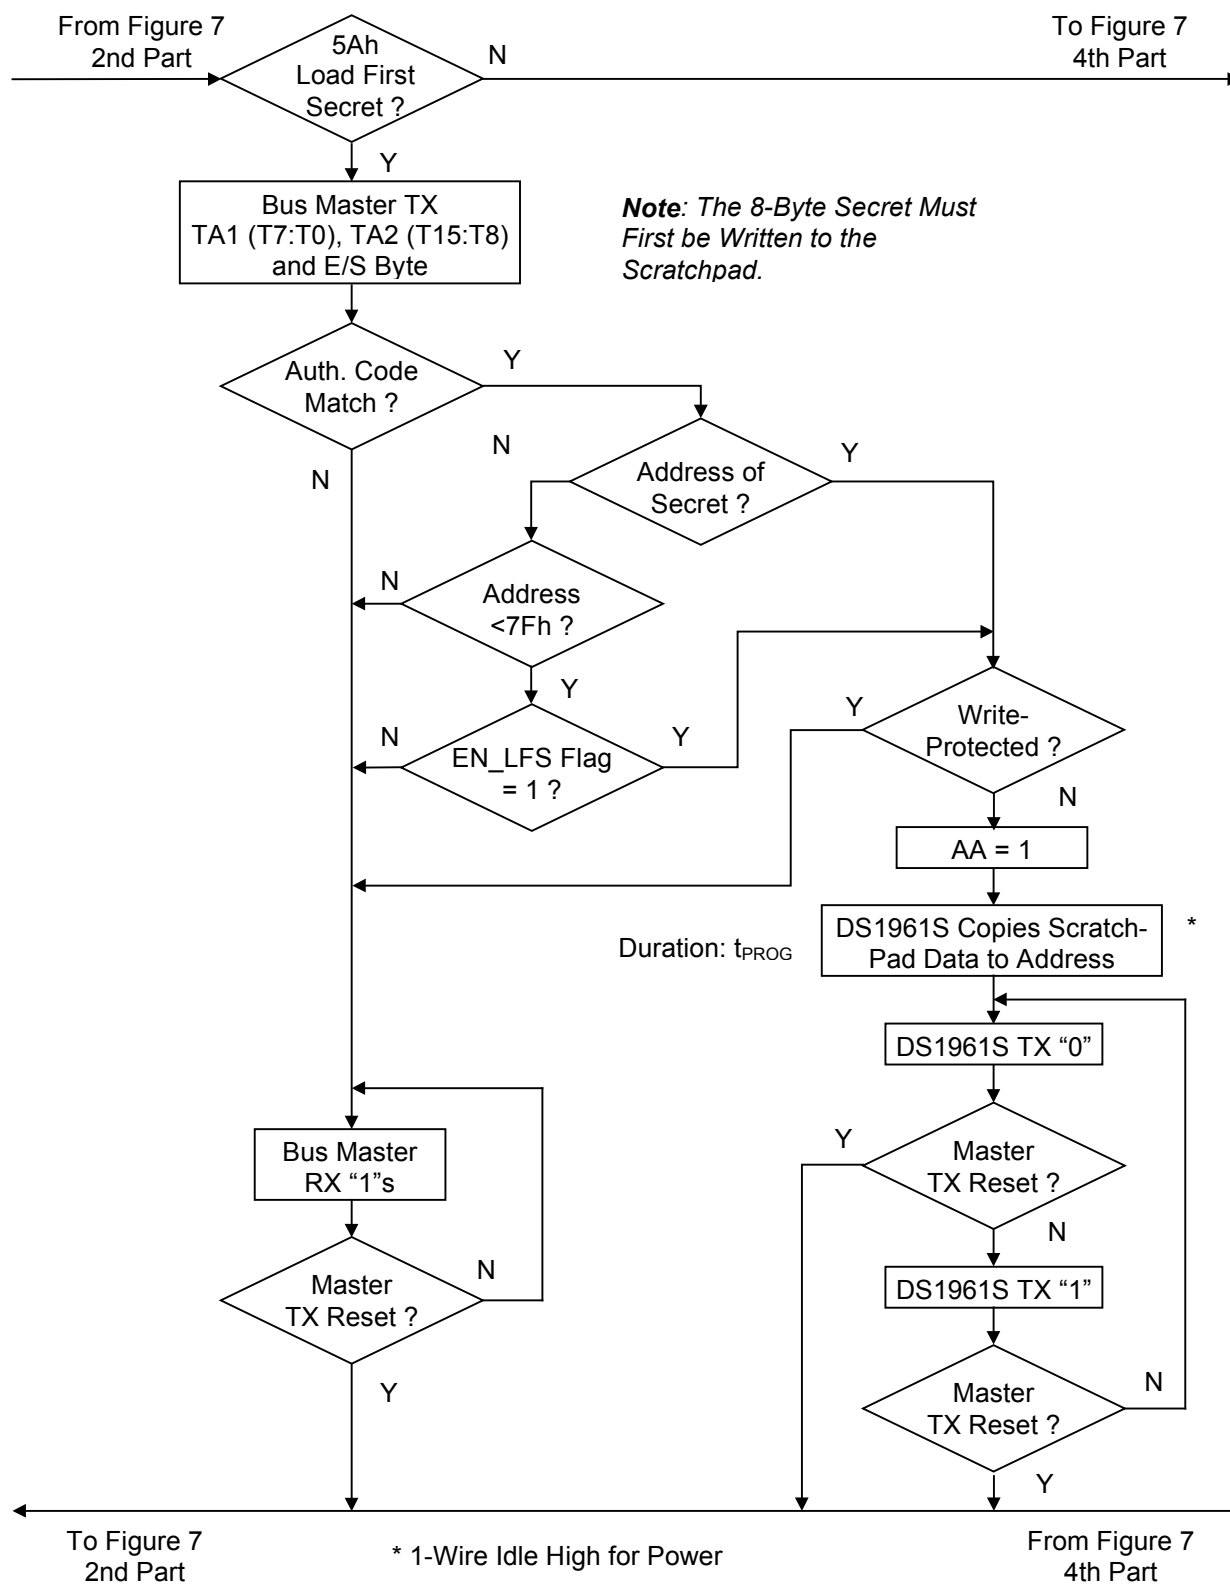 From Figure 7
2nd Part
5Ah
Load First
Secret ?
N
To Figure 7
4th Part
Y
Bus Master TX
TA1 (T7:T0), TA2 (T15:T8)
and E/S Byte
Note: The 8-Byte Secret Must
First be Written to the
Scratchpad.
Auth. Code
Match ?
Y
N
N
Address of
Secret ?
Y
N
Address
<7Fh ?
Y
N
EN_LFS Flag
= 1 ?
Y
Y
Write-
Protected ?
N
AA = 1
Duration: tPROG
DS1961S Copies Scratch-
Pad Data to Address
*
DS1961S TX “0”
Y
Master
TX Reset ?
N
Bus Master
RX “1”s
DS1961S TX “1”
Master
TX Reset ?
N
Y
Master
TX Reset ?
N
Y
To Figure 7
2nd Part
* 1-Wire Idle High for Power
From Figure 7
4th Part